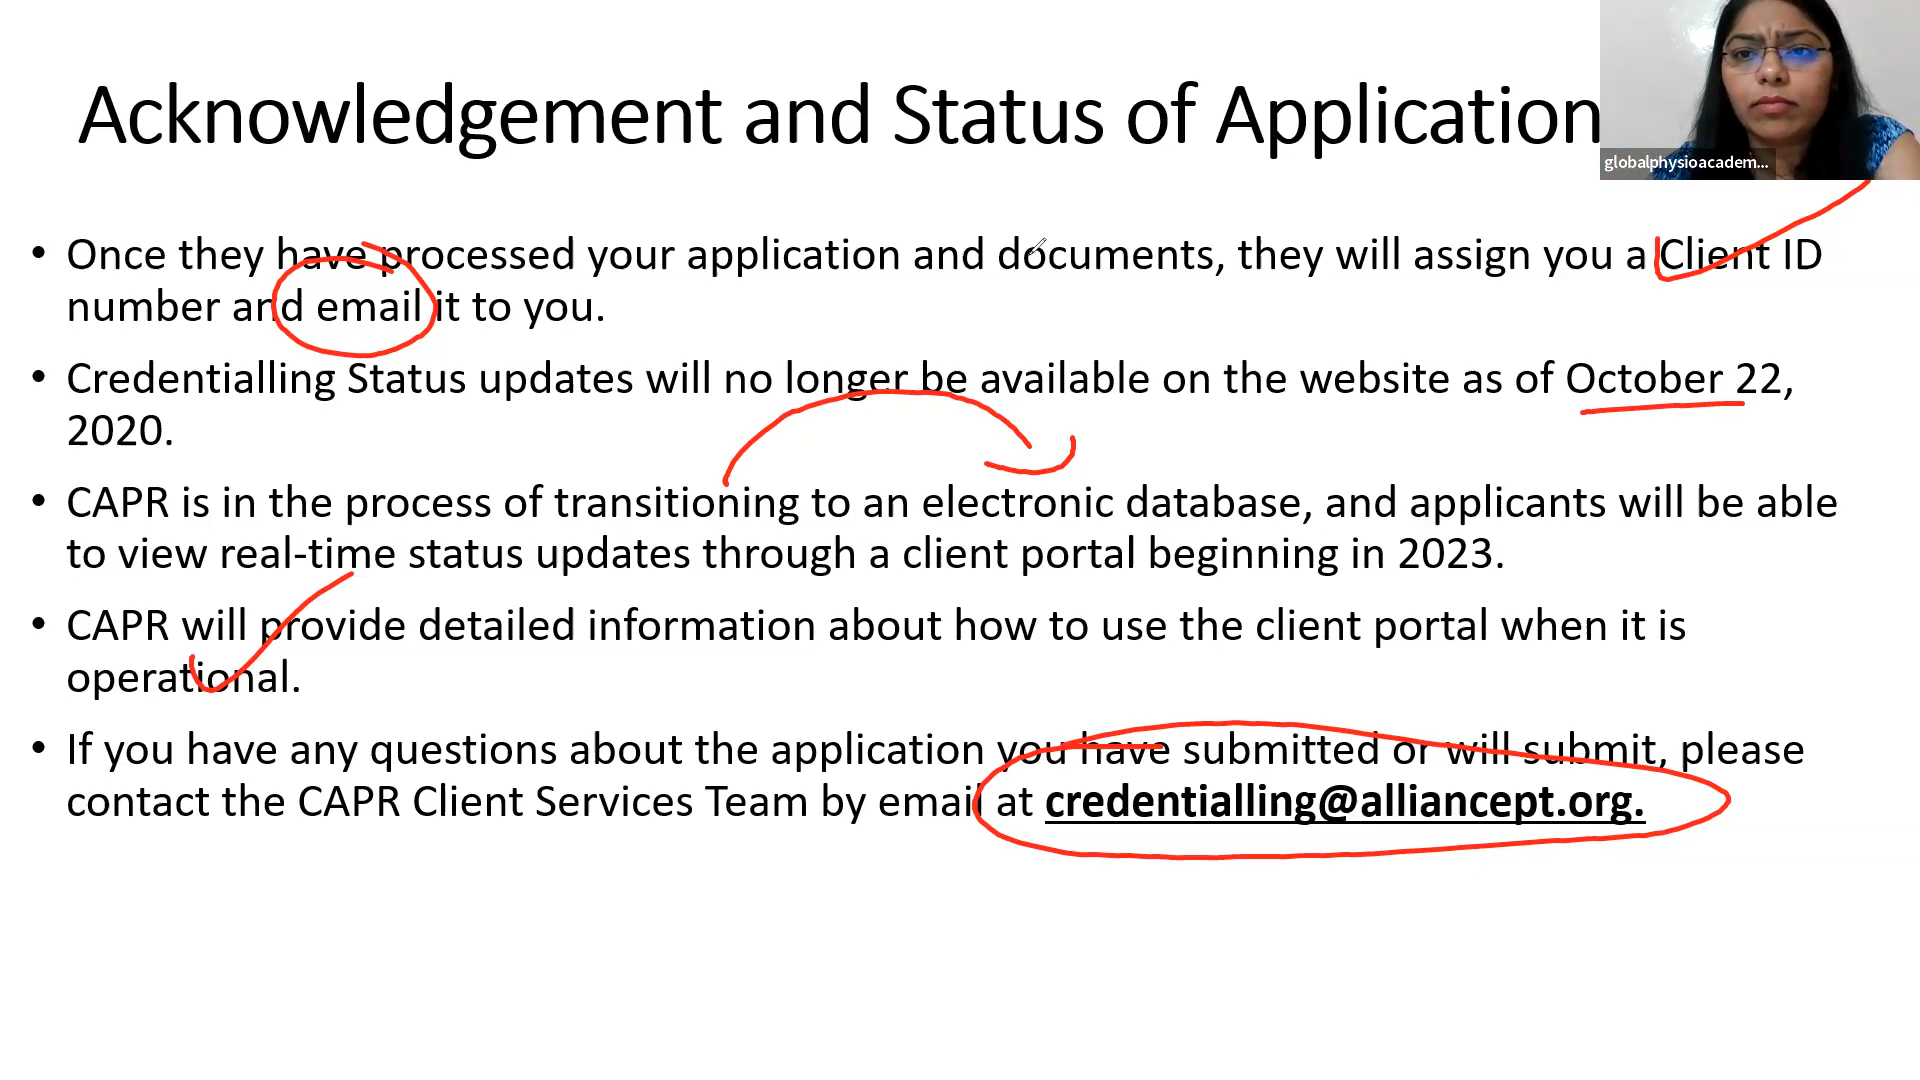 Acknowledgement and Status of Application
globalphysioacadem...
• Once they have processed your application and documents, they will assign you a Client ID
number and email it to you.
• Credentialling Status updates will no longer be available on the website as of October 22,
2020.
• CAPR is in the process of transitioning to an electronic database, and applicants will be able
to view real-time status updates through a client portal beginning in 2023.
• CAPR will provide detailed information about how to use the client portal when it is
operational.
• If you have any questions about the application you have submitted or will submit, please
contact the CAPR Client Services Team by email at credentialling@alliancept.org.